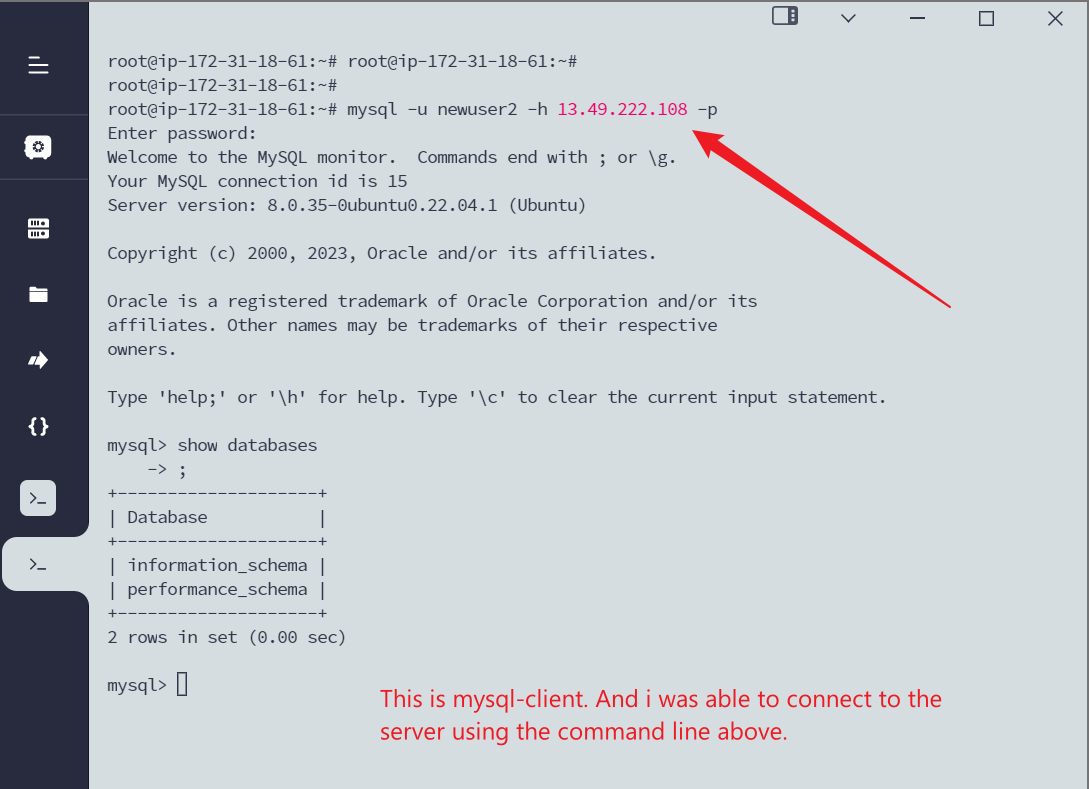 root@ip-172-31-18-61:~# root@ip-172-31-18-61:~#
root@ip-172-31-18-61:~#
root@ip-172-31-18-61:~# mysql -u newuser2 -h 13.49.222.108 -p
Enter password:
Welcome to the MySQL monitor.  Commands end with ; or \g.
Your MySQL connection id is 15
Server version: 8.0.35-0ubuntu0.22.04.1 (Ubuntu)
Copyright (c) 2000, 2023, Oracle and/or its affiliates.
Oracle is a registered trademark of Oracle Corporation and/or its
affiliates. Other names may be trademarks of their respective
owners.
Type 'help;' or '\h' for help. Type '\c' to clear the current input statement.
mysql> show databases
    -> ;
+--------------------+
| Database           |
+--------------------+
| information_schema |
| performance_schema |
+--------------------+
2 rows in set (0.00 sec)
mysql>
This is mysql-client. And i was able to connect to the
server using the command line above.